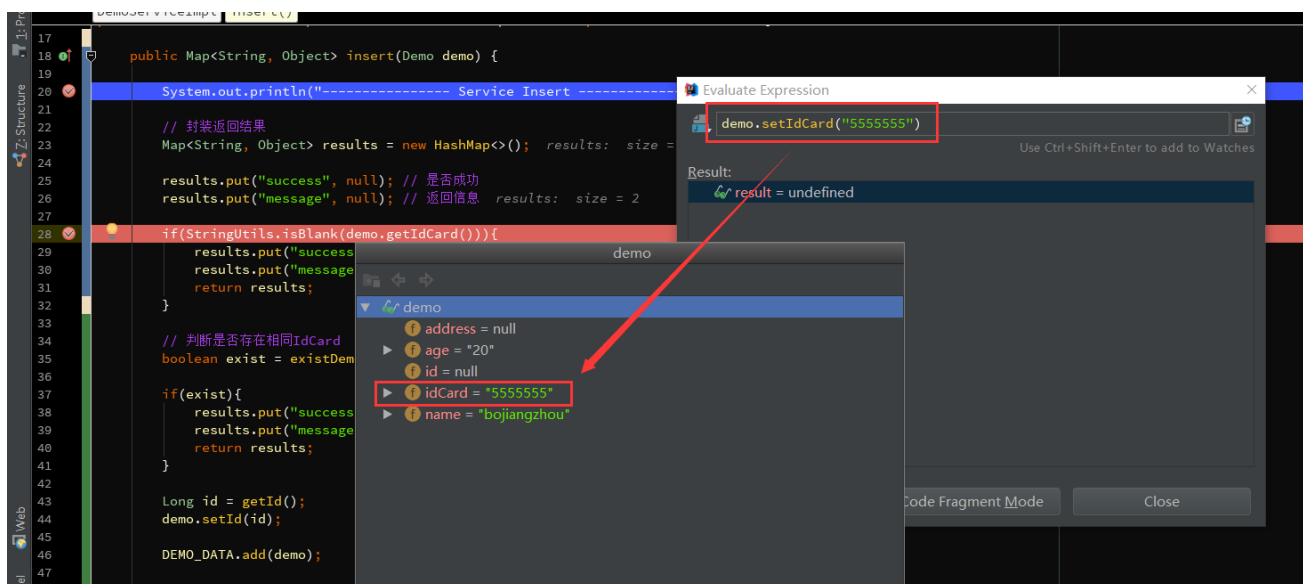 DemoServiceImpl insert()
1: Pro
Z: Structure
Web
17
18 public Map<String, Object> insert(Demo demo) {
19
20 System.out.println("---------------- Service Insert -------------
21
22 // 封装返回结果
23 Map<String, Object> results = new HashMap<>(); results: size =
24
25 results.put("success", null); // 是否成功
26 results.put("message", null); // 返回信息 results: size = 2
27
28 if(StringUtils.isBlank(demo.getIdCard())){
29 results.put("success
30 results.put("message
31 return results;
32 }
33
34 // 判断是否存在相同IdCard
35 boolean exist = existDem
36
37 if(exist){
38 results.put("success
39 results.put("message
40 return results;
41 }
42
43 Long id = getId();
44 demo.setId(id);
45
46 DEMO_DATA.add(demo);
47
Evaluate Expression
demo.setIdCard("5555555")
Use Ctrl+Shift+Enter to add to Watches
Result:
result = undefined
Code Fragment Mode
Close
demo
demo
address = null
age = "20"
id = null
idCard = "5555555"
name = "bojiangzhou"